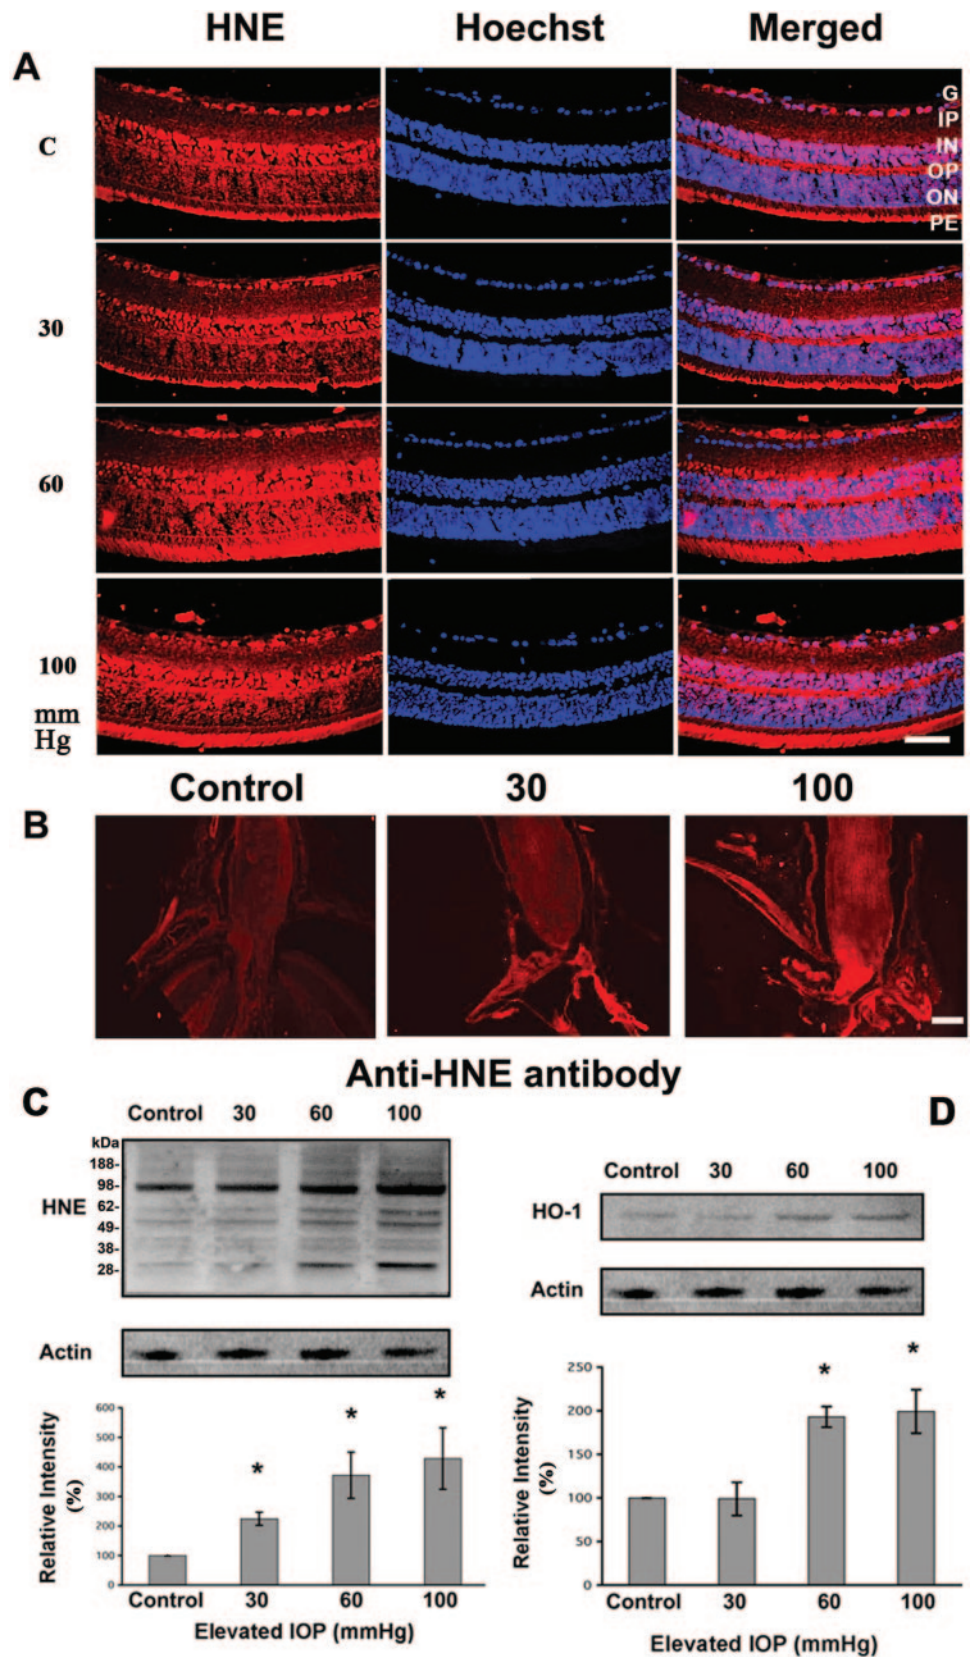 HNE Hoechst Merged
A
C
G
IP
IN
OP
ON
PE
30
60
100
mm
Hg
Control 30 100
B
Anti-HNE antibody
C
Control 30 60 100
kDa
188-
98-
HNE
62-
49-
38-
28-
Actin
Relative Intensity
(%)
600
500
400
300
200
100
0
* * *
Control 30 60 100
Elevated IOP (mmHg)
D
Control 30 60 100
HO-1
Actin
Relative Intensity
(%)
250
200
150
100
50
0
* *
Control 30 60 100
Elevated IOP (mmHg)